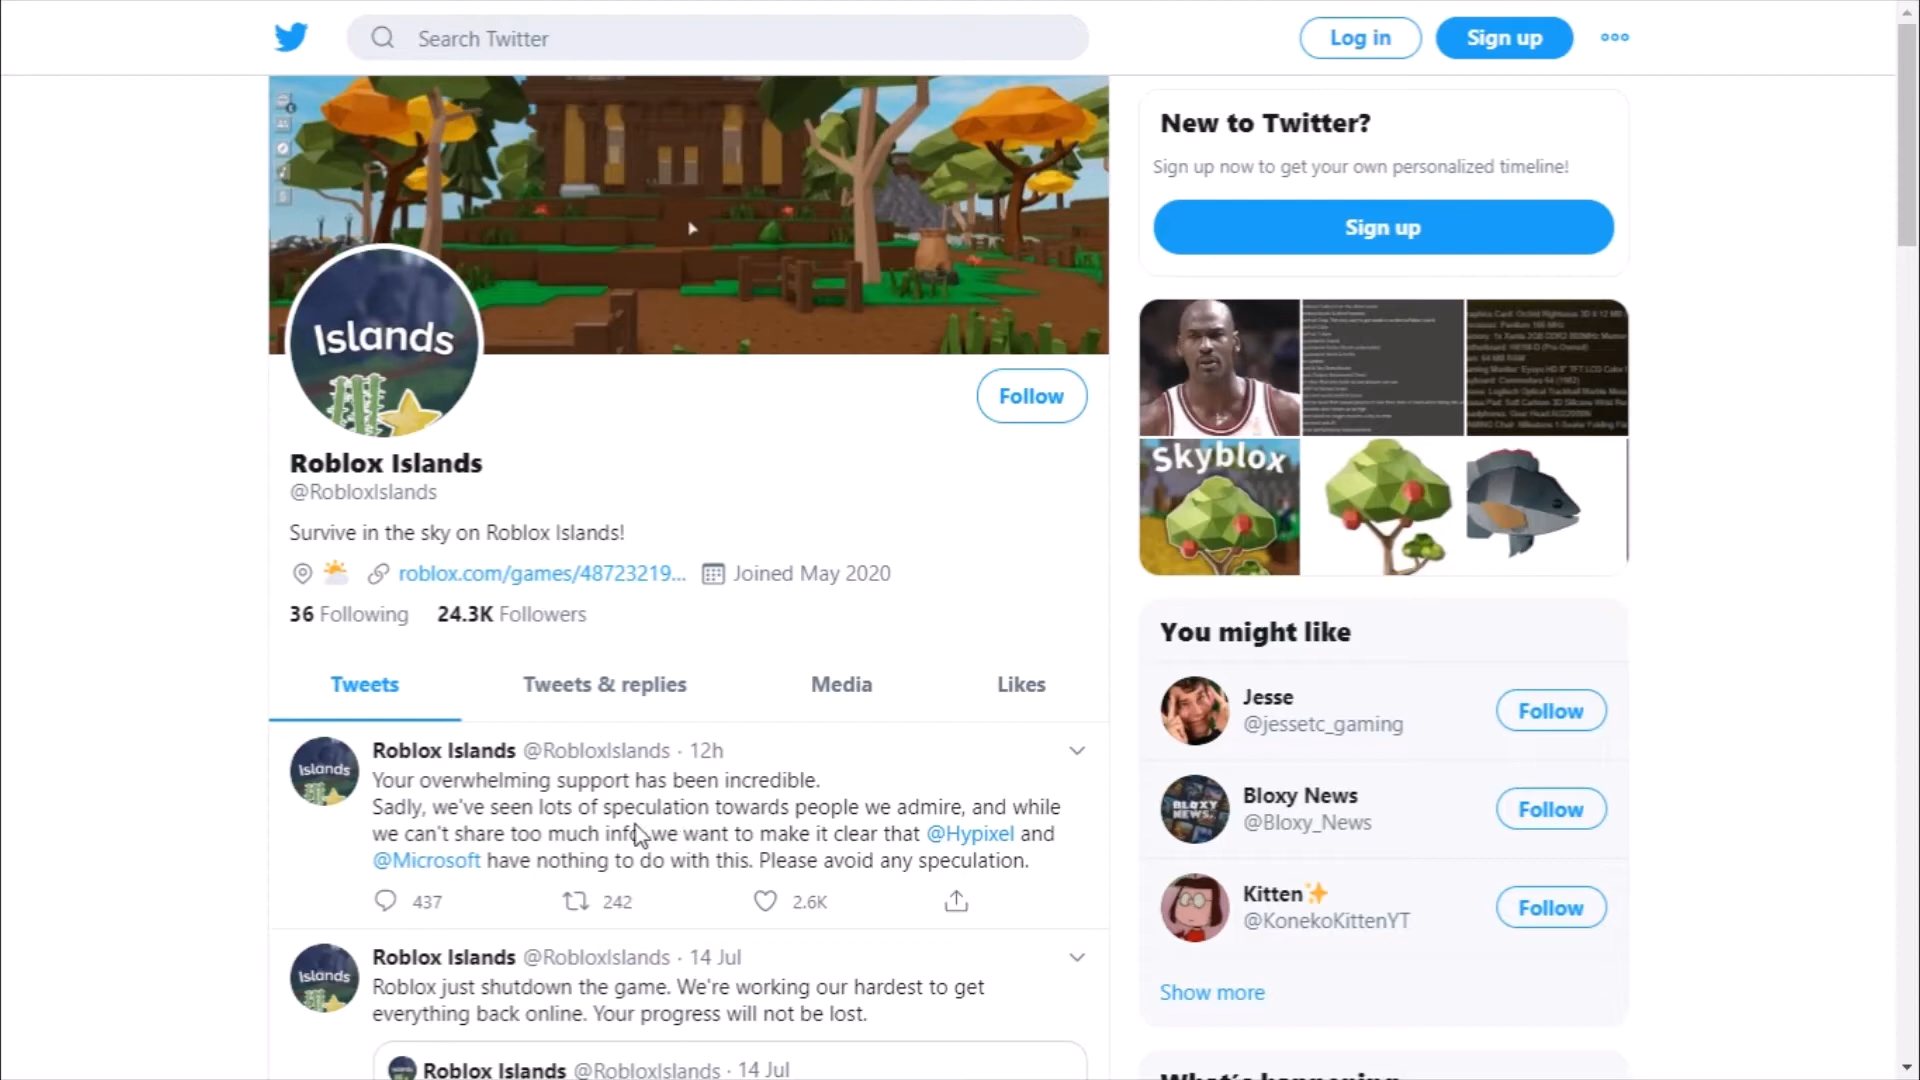 Search Twitter
Log in
Sign up
New to Twitter?
Sign up now to get your own personalized timeline!
Sign up
Islands
Follow
Roblox Islands
@RobloxIslands
Survive in the sky on Roblox Islands!
roblox.com/games/48723219... Joined May 2020
36 Following 24.3K Followers
Skyblox
You might like
Jesse
@jessetc_gaming
Follow
BLOXY NEWS.
Bloxy News
@Bloxy_News
Follow
Kitten✨
@KonekoKittenYT
Follow
Show more
Tweets Tweets & replies Media Likes
Islands
Roblox Islands @RobloxIslands · 12h
Your overwhelming support has been incredible.
Sadly, we've seen lots of speculation towards people we admire, and while
we can't share too much info, we want to make it clear that @Hypixel and
@Microsoft have nothing to do with this. Please avoid any speculation.
437 242 2.6K
Islands
Roblox Islands @RobloxIslands · 14 Jul
Roblox just shutdown the game. We're working our hardest to get
everything back online. Your progress will not be lost.
Roblox Islands @RobloxIslands · 14 Jul
What's happening